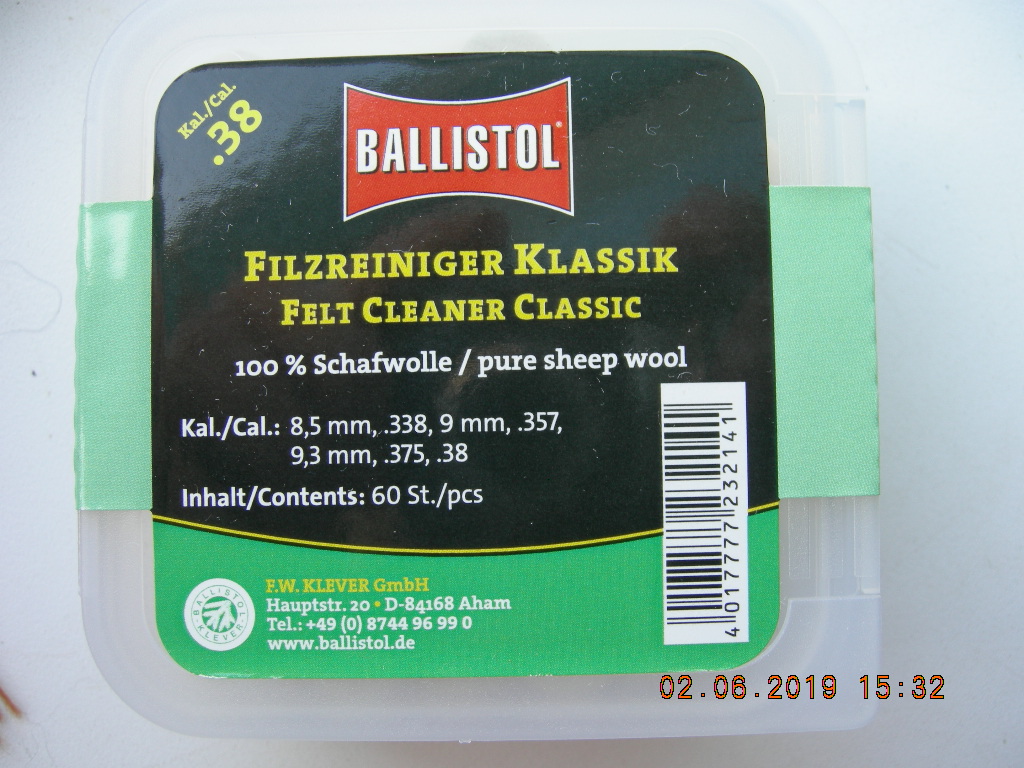 Kal./Cal.
.38
BALLISTOL®
FILZREINIGER KLASSIK
FELT CLEANER CLASSIC
100 % Schafwolle / pure sheep wool
Kal./Cal.: 8,5 mm, .338, 9 mm, .357,
9,3 mm, .375, .38
Inhalt/Contents: 60 St./pcs
4 017777 232141
BALLISTOL
KLEVER
F.W. KLEVER GmbH
Hauptstr. 20 • D-84168 Aham
Tel.: +49 (0) 8744 96 99 0
www.ballistol.de
02.06.2019 15:32